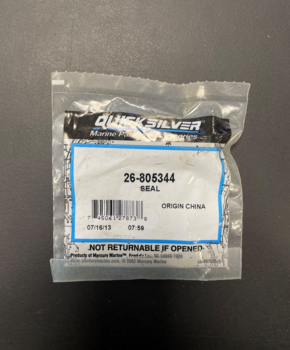 QUICKSILVER
Marine Parts
26-805344
SEAL
ORIGIN CHINA
07/16/13 07:59
NOT RETURNABLE IF OPENED
Products of Mercury Marine